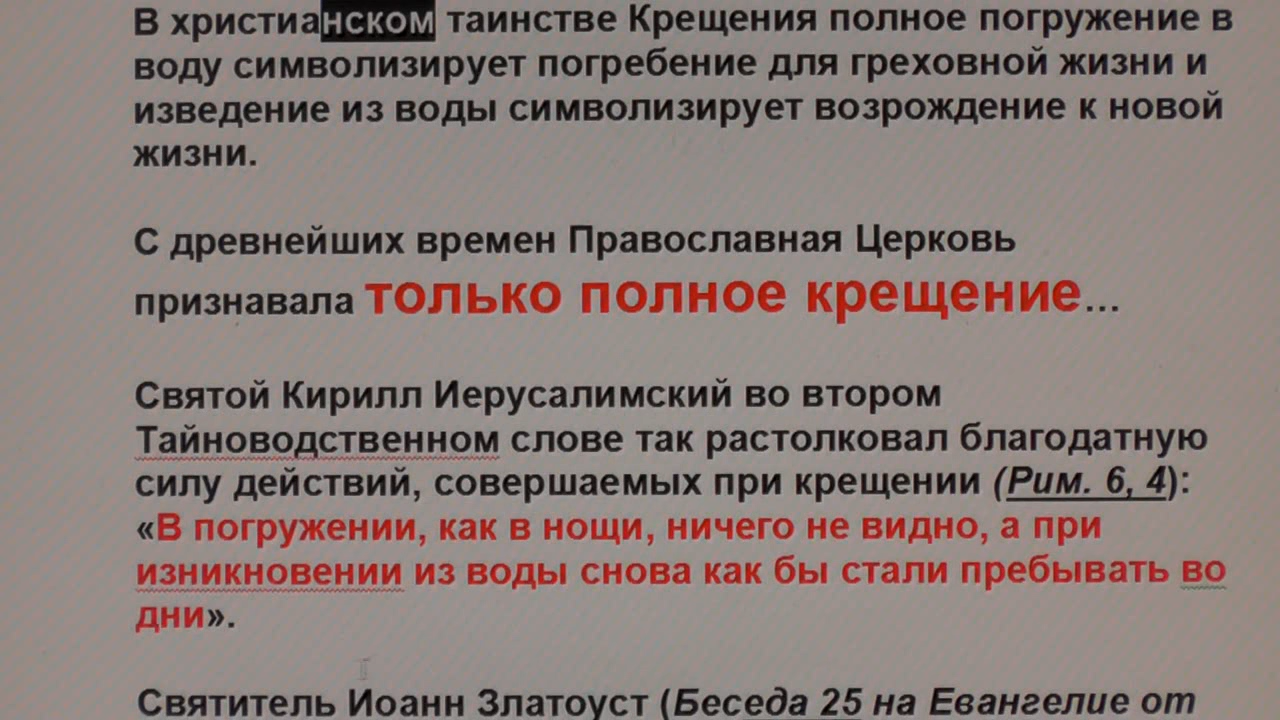 В христианском таинстве Крещения полное погружение в
воду символизирует погребение для греховной жизни и
изведение из воды символизирует возрождение к новой
жизни.
С древнейших времен Православная Церковь
признавала только полное крещение...
Святой Кирилл Иерусалимский во втором
Тайноводственном слове так растолковал благодатную
силу действий, совершаемых при крещении (Рим. 6, 4):
«В погружении, как в нощи, ничего не видно, а при
изникновении из воды снова как бы стали пребывать во
дни».
Святитель Иоанн Златоуст (Беседа 25 на Евангелие от